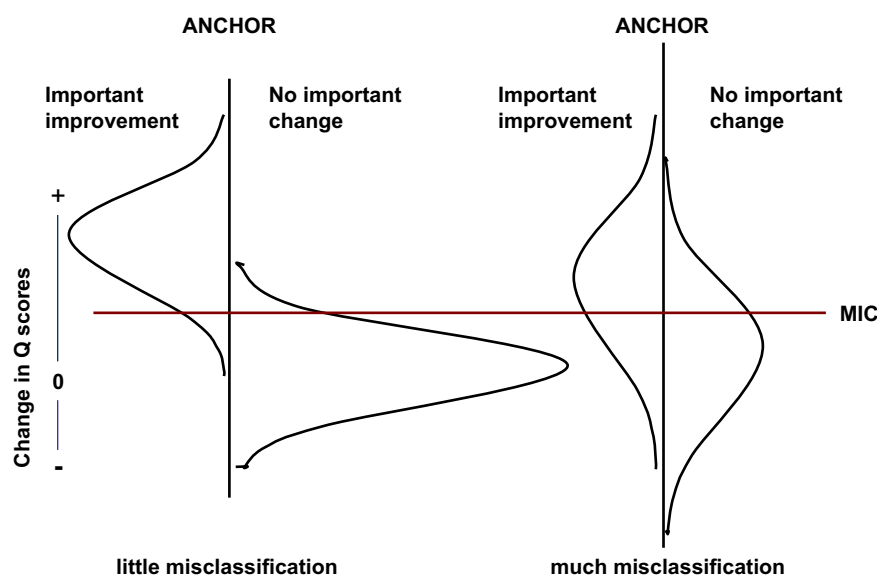 ANCHOR
ANCHOR
Important
improvement
No important
change
Important
improvement
No important
change
+
Change in Q scores
MIC
0
-
little misclassification
much misclassification